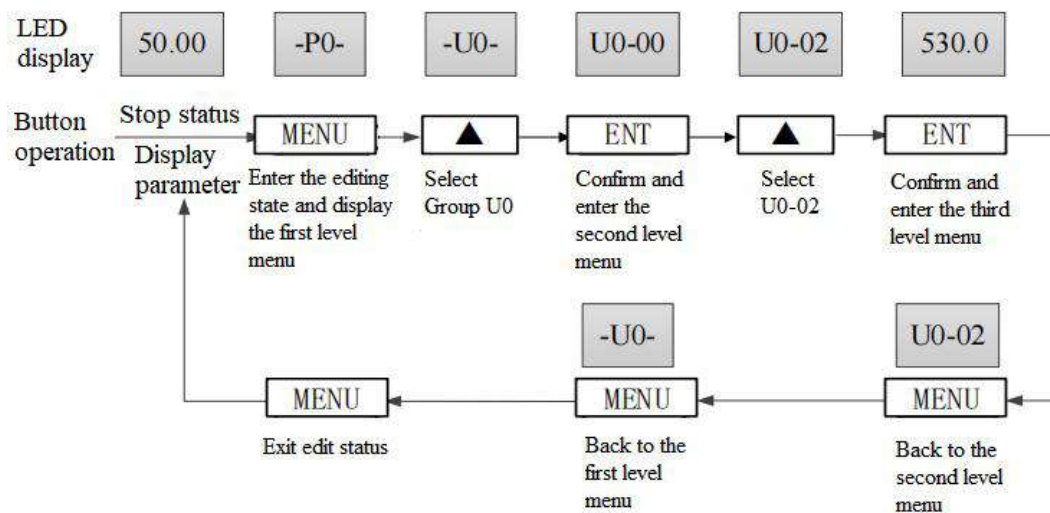 LED
display
50.00
-P0-
-U0-
U0-00
U0-02
530.0
Button
operation
Stop status
Display
parameter
MENU
▲
ENT
▲
ENT
Enter the editing
state and display
the first level
menu
Select
Group U0
Confirm and
enter the
second level
menu
Select
U0-02
Confirm and
enter the third
level menu
-U0-
U0-02
MENU
MENU
MENU
Exit edit status
Back to the
first level
menu
Back to the
second level
menu